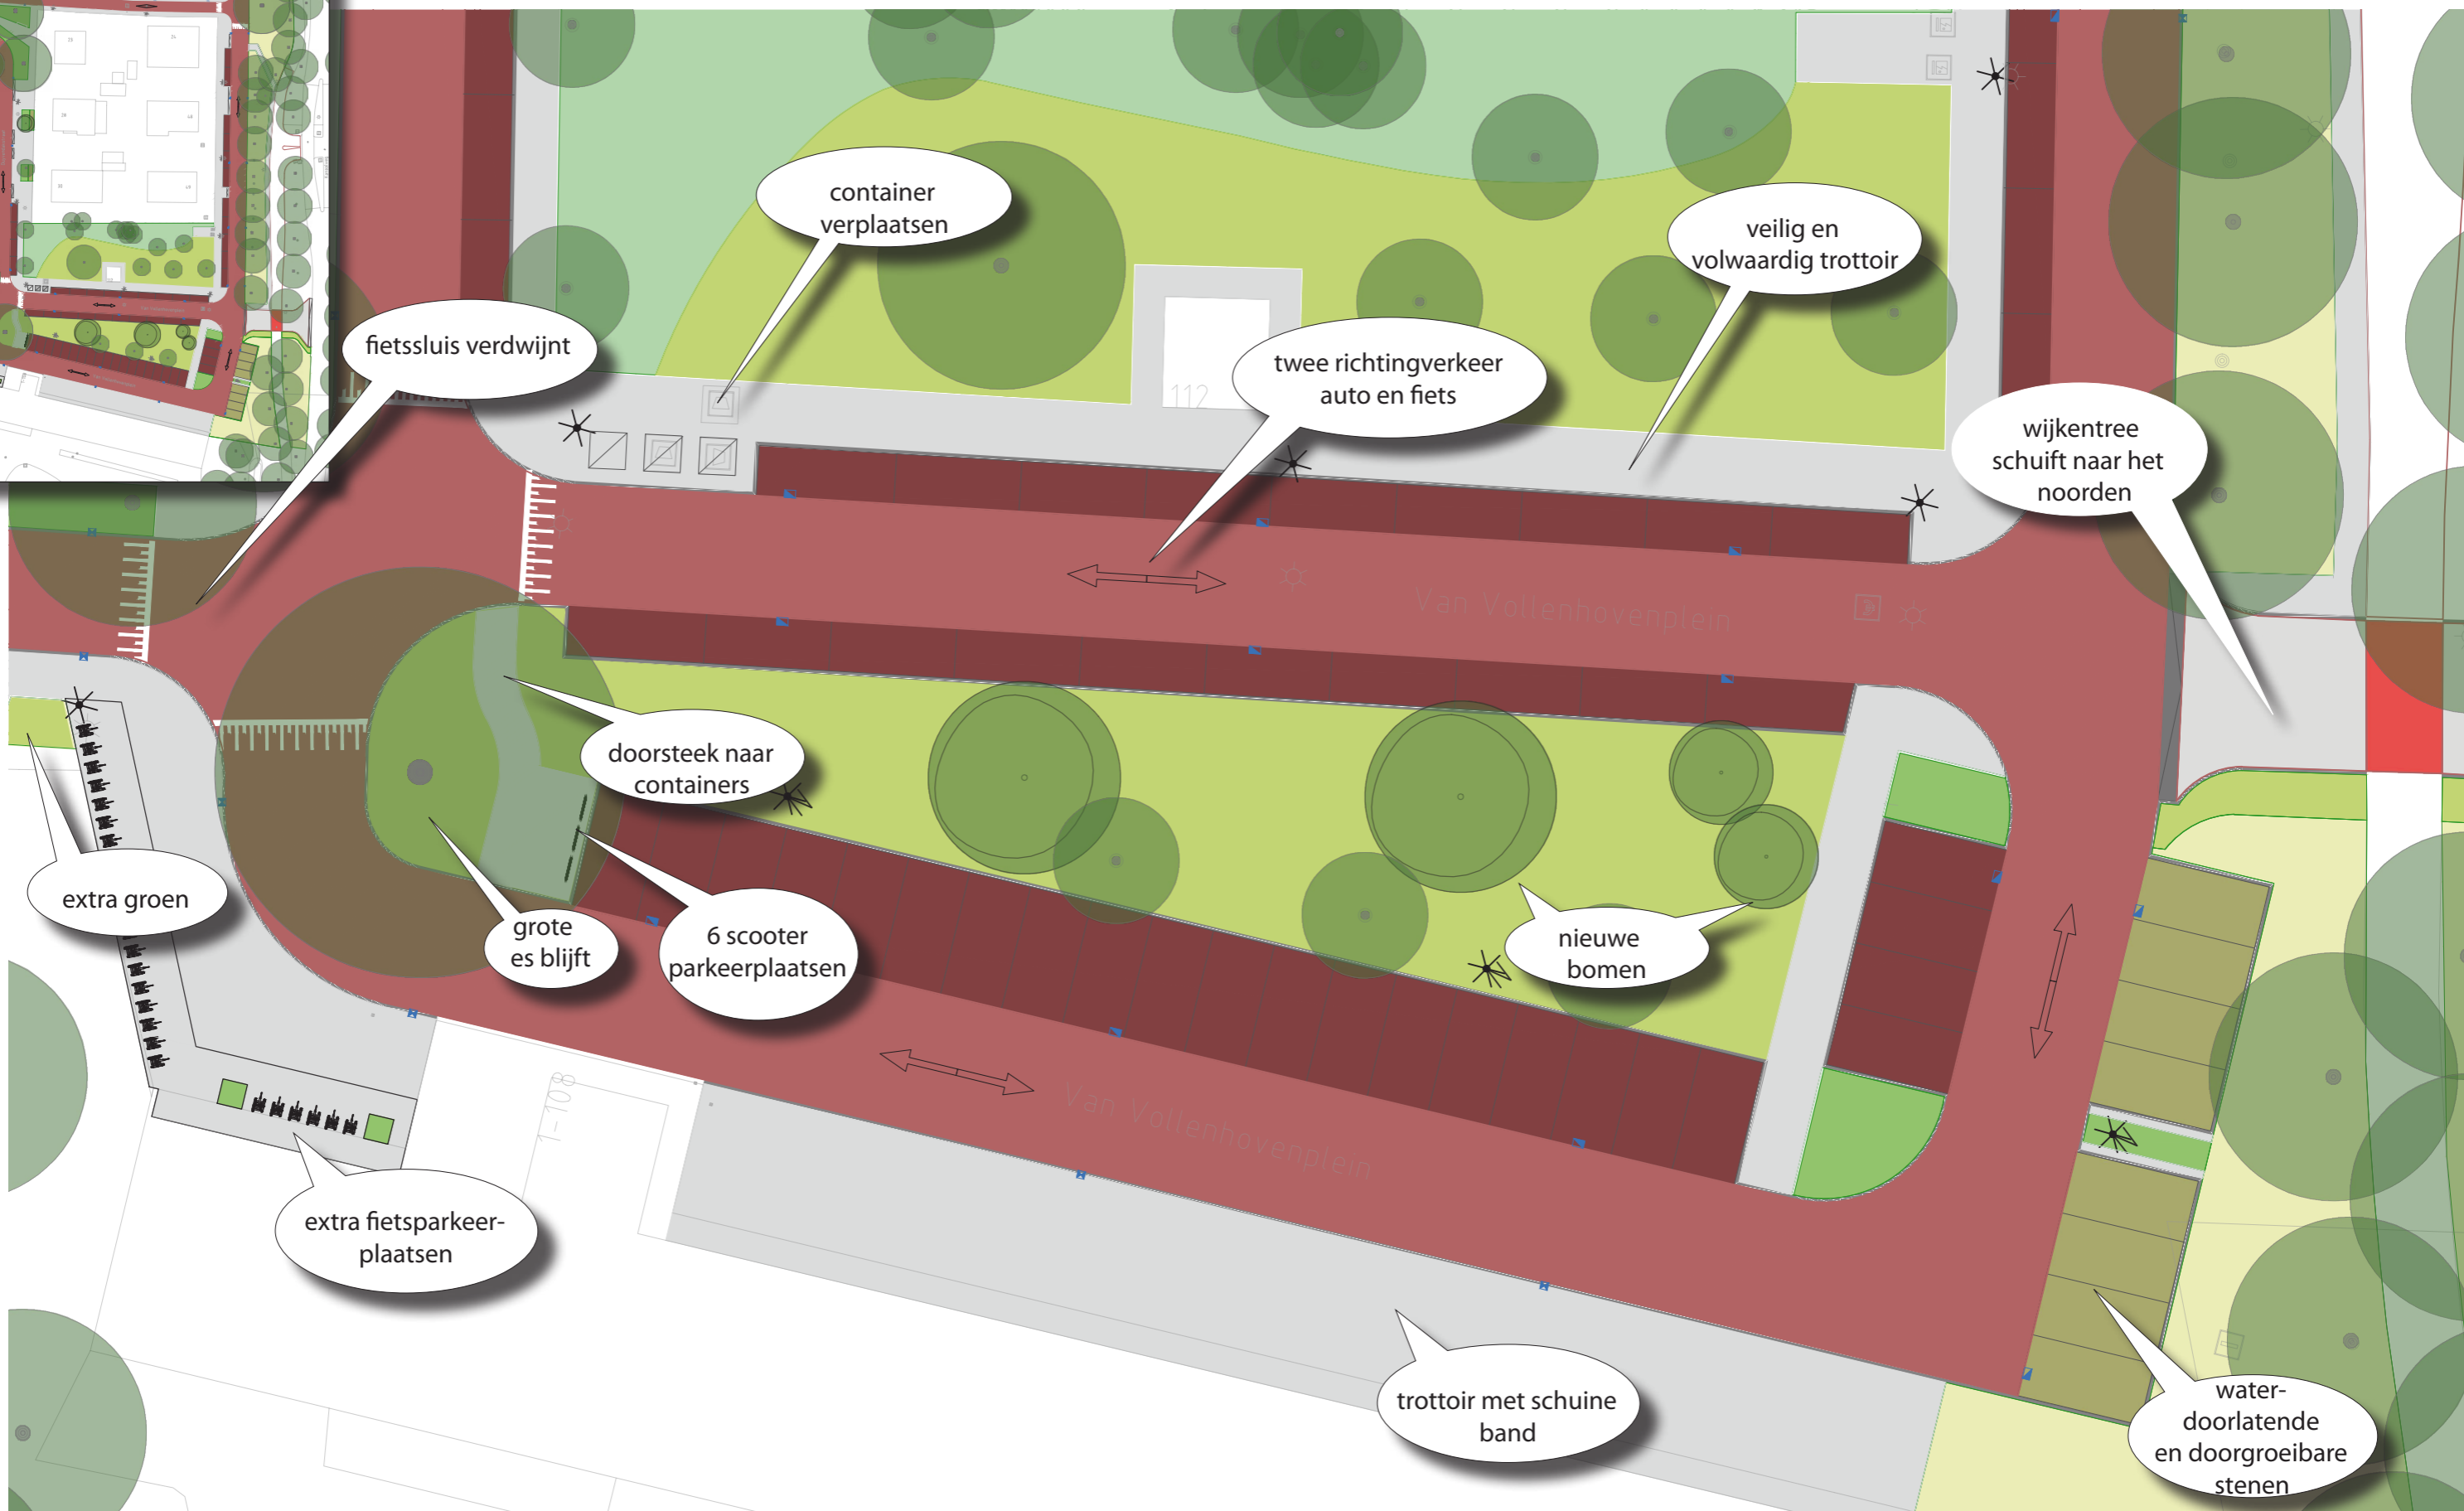 container
verplaatsen
veilig en
volwaardig trottoir
fietssluis verdwijnt
twee richtingverkeer
auto en fiets
112
wijkentree
schuift naar het
noorden
Van Vollenhovenplein
doorsteek naar
containers
extra groen
grote
es blijft
6 scooter
parkeerplaatsen
nieuwe
bomen
1-108
Van Vollenhovenplein
extra fietsparkeer-
plaatsen
trottoir met schuine
band
water-
doorlatende
en doorgroeibare
stenen